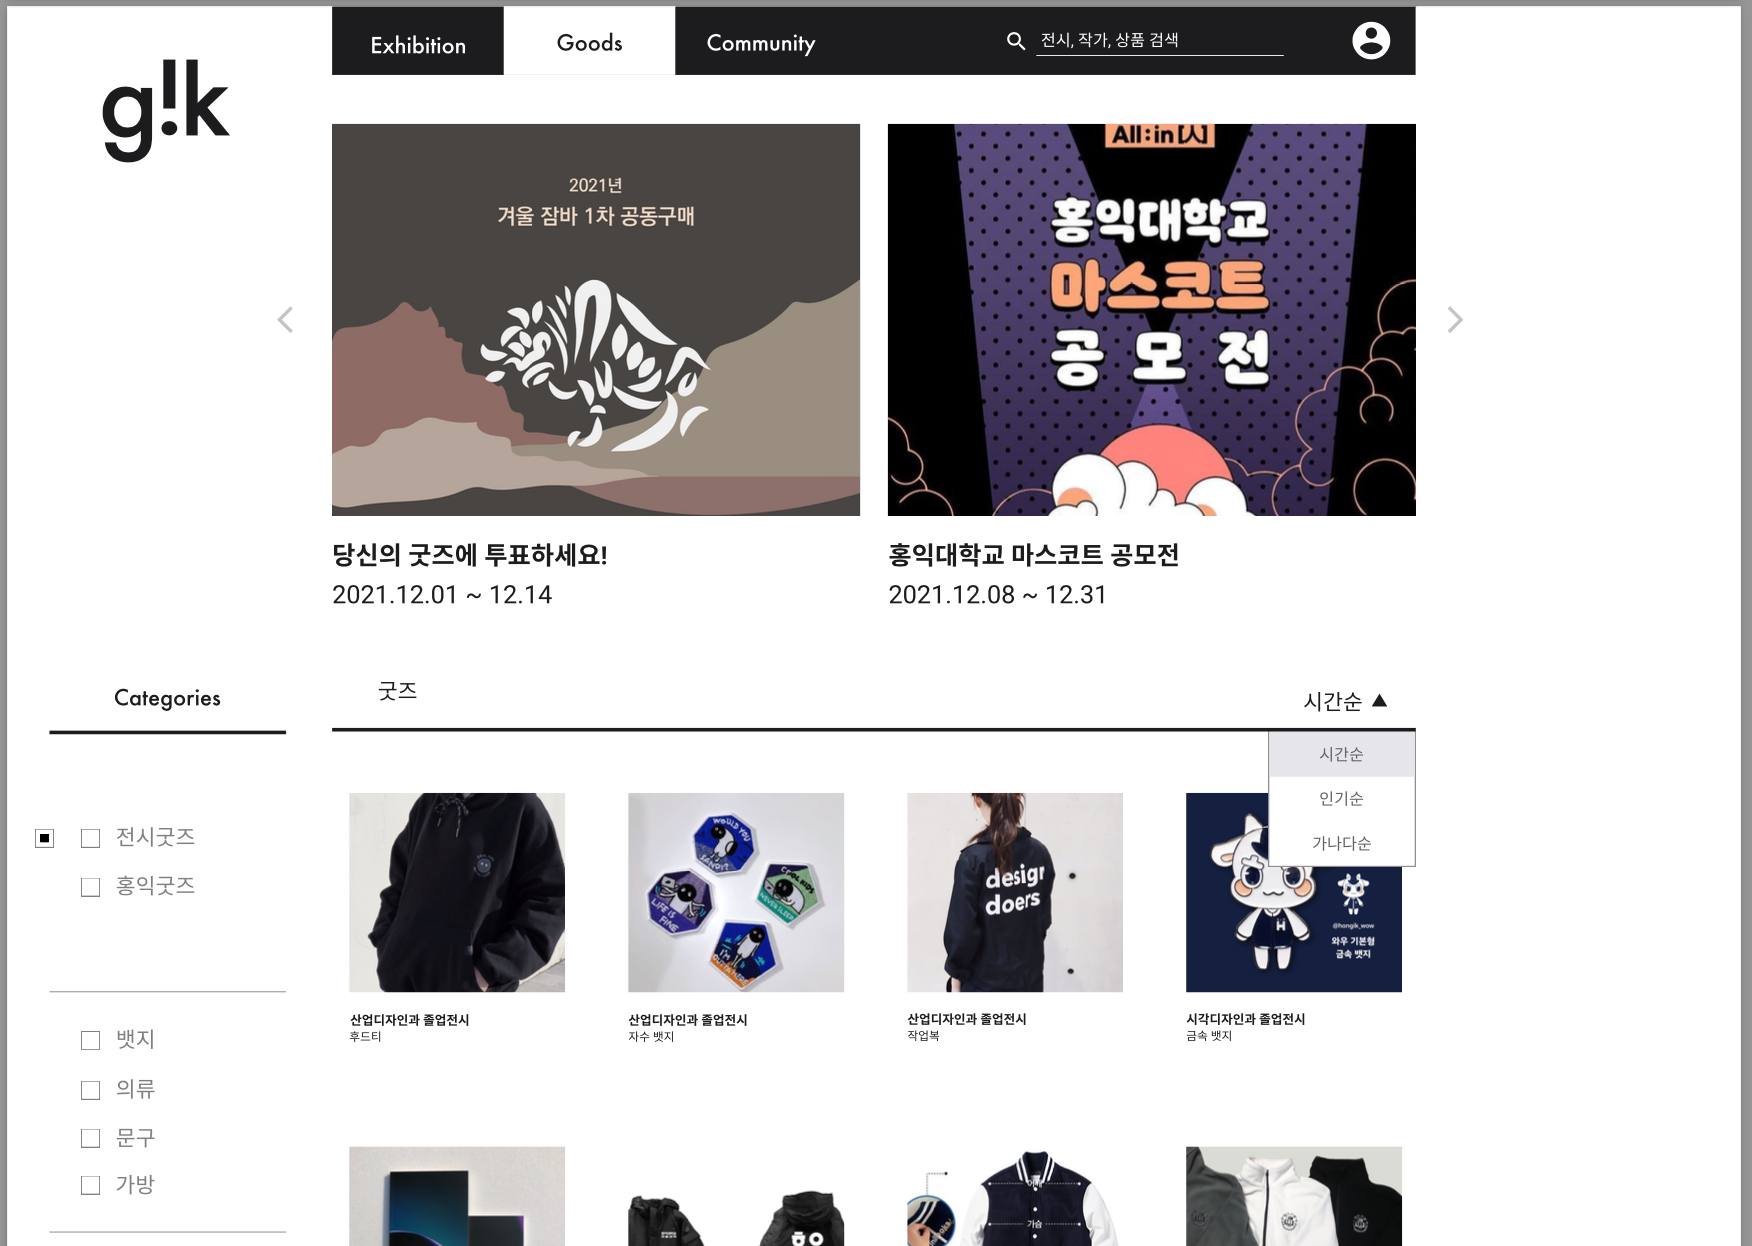 g!k
Exhibition
Goods
Community
전시, 작가, 상품 검색
2021년
겨울 잠바 1차 공동구매
All:in[人]
홍익대학교
마스코트
공모전
당신의 굿즈에 투표하세요!
2021.12.01 ~ 12.14
홍익대학교 마스코트 공모전
2021.12.08 ~ 12.31
Categories
굿즈
시간순 ▲
시간순
인기순
가나다순
전시굿즈
홍익굿즈
WOULD YOU
SANDY?
COOL KIDS
NEVER SLEEP
LIFE IS
FINE
I'M
design
doers
H
@hongik_wow
와우 기본형
금속 뱃지
산업디자인과 졸업전시
후드티
산업디자인과 졸업전시
자수 뱃지
산업디자인과 졸업전시
작업복
시각디자인과 졸업전시
금속 뱃지
뱃지
의류
문구
가방
어깨
가슴